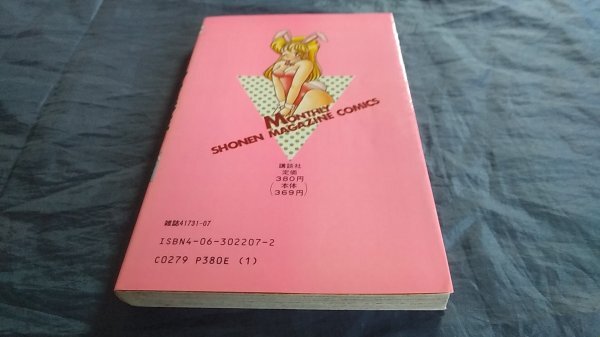 MONTHLY
SHONEN MAGAZINE COMICS
講談社
定価
380円
(本体
369円)
雑誌41731-07
ISBN4-06-302207-2
C0279 P380E (1)